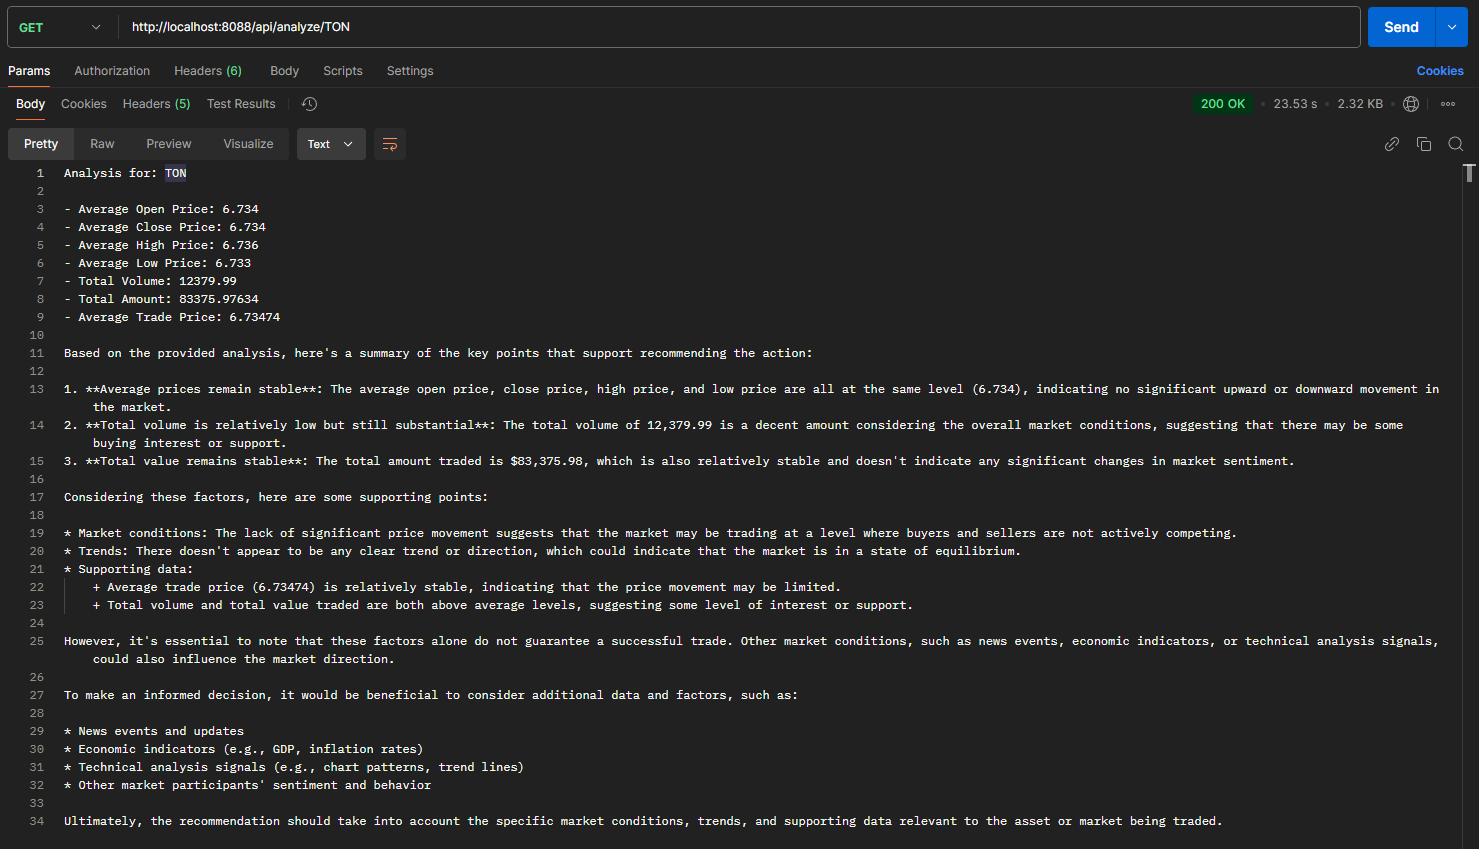 GET http://localhost:8088/api/analyze/TON Send
Params Authorization Headers (6) Body Scripts Settings Cookies
Body Cookies Headers (5) Test Results 200 OK • 23.53 s • 2.32 KB
Pretty Raw Preview Visualize Text
1 Analysis for: TON
2
3 - Average Open Price: 6.734
4 - Average Close Price: 6.734
5 - Average High Price: 6.736
6 - Average Low Price: 6.733
7 - Total Volume: 12379.99
8 - Total Amount: 83375.97634
9 - Average Trade Price: 6.73474
10
11 Based on the provided analysis, here's a summary of the key points that support recommending the action:
12
13 1. **Average prices remain stable**: The average open price, close price, high price, and low price are all at the same level (6.734), indicating no significant upward or downward movement in
the market.
14 2. **Total volume is relatively low but still substantial**: The total volume of 12,379.99 is a decent amount considering the overall market conditions, suggesting that there may be some
buying interest or support.
15 3. **Total value remains stable**: The total amount traded is $83,375.98, which is also relatively stable and doesn't indicate any significant changes in market sentiment.
16
17 Considering these factors, here are some supporting points:
18
19 * Market conditions: The lack of significant price movement suggests that the market may be trading at a level where buyers and sellers are not actively competing.
20 * Trends: There doesn't appear to be any clear trend or direction, which could indicate that the market is in a state of equilibrium.
21 * Supporting data:
22 + Average trade price (6.73474) is relatively stable, indicating that the price movement may be limited.
23 + Total volume and total value traded are both above average levels, suggesting some level of interest or support.
24
25 However, it's essential to note that these factors alone do not guarantee a successful trade. Other market conditions, such as news events, economic indicators, or technical analysis signals,
could also influence the market direction.
26
27 To make an informed decision, it would be beneficial to consider additional data and factors, such as:
28
29 * News events and updates
30 * Economic indicators (e.g., GDP, inflation rates)
31 * Technical analysis signals (e.g., chart patterns, trend lines)
32 * Other market participants' sentiment and behavior
33
34 Ultimately, the recommendation should take into account the specific market conditions, trends, and supporting data relevant to the asset or market being traded.